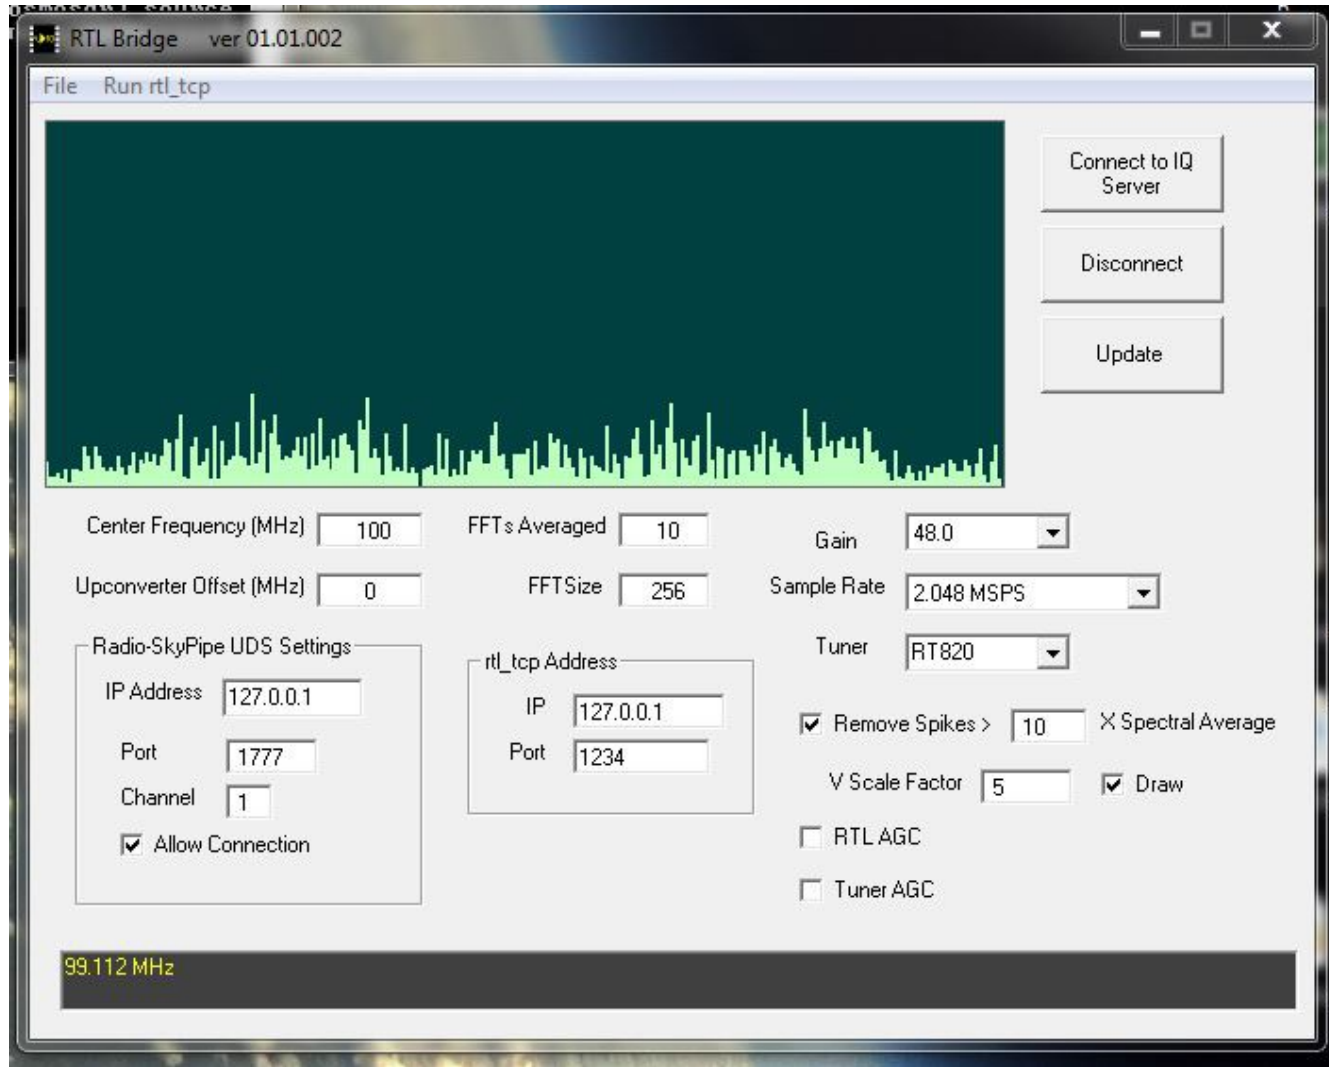 RTL Bridge ver 01.01.002
File Run rtl_tcp
Connect to IQ
Server
Disconnect
Update
Center Frequency (MHz) 100
FFTs Averaged 10
Gain 48.0
Upconverter Offset (MHz) 0
FFTSize 256
Sample Rate 2.048 MSPS
Tuner RT820
Radio-SkyPipe UDS Settings
IP Address 127.0.0.1
Port 1777
Channel 1
Allow Connection
rtl_tcp Address
IP 127.0.0.1
Port 1234
Remove Spikes > 10 X Spectral Average
V Scale Factor 5 Draw
RTL AGC
Tuner AGC
99.112 MHz